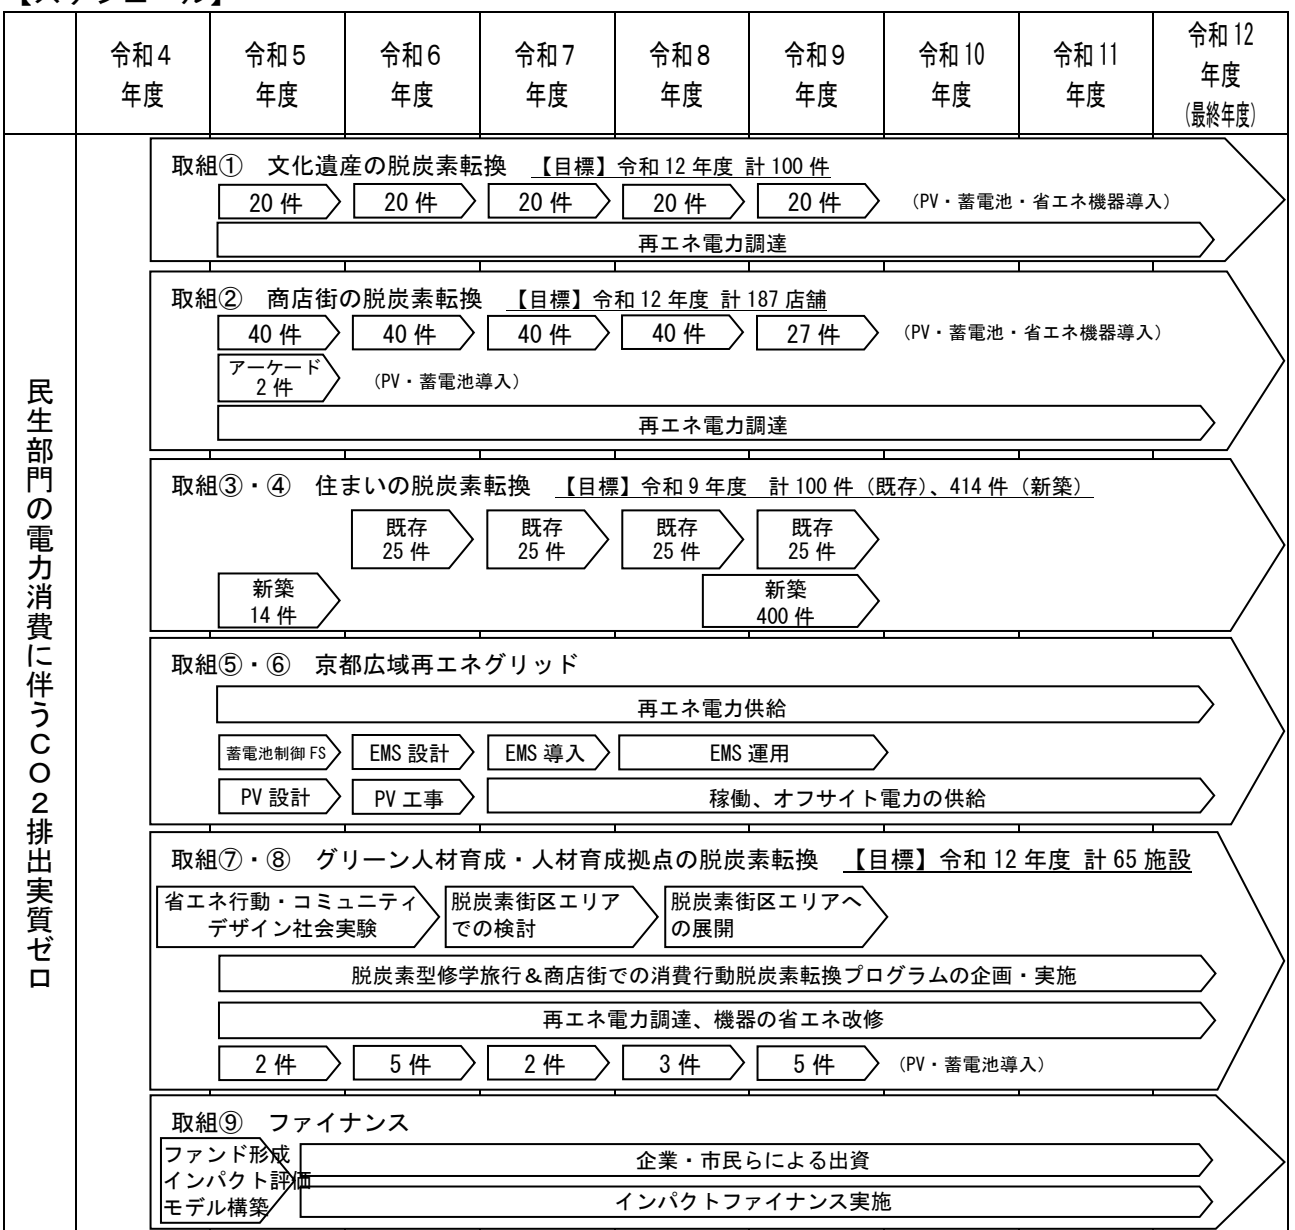 【スケジュール】
令和4年度
令和5年度
令和6年度
令和7年度
令和8年度
令和9年度
令和10年度
令和11年度
令和12年度
(最終年度)
民生部門の電力消費に伴うCO2排出実質ゼロ
取組① 文化遺産の脱炭素転換 【目標】令和12年度 計100件
20件 20件 20件 20件 20件 (PV・蓄電池・省エネ機器導入)
再エネ電力調達
取組② 商店街の脱炭素転換 【目標】令和12年度 計187店舗
40件 40件 40件 40件 27件 (PV・蓄電池・省エネ機器導入)
アーケード
2件 (PV・蓄電池導入)
再エネ電力調達
取組③・④ 住まいの脱炭素転換 【目標】令和9年度 計100件(既存)、414件(新築)
既存 既存 既存 既存
25件 25件 25件 25件
新築 新築
14件 400件
取組⑤・⑥ 京都広域再エネグリッド
再エネ電力供給
蓄電池制御FS EMS設計 EMS導入 EMS運用
PV設計 PV工事 稼働、オフサイト電力の供給
取組⑦・⑧ グリーン人材育成・人材育成拠点の脱炭素転換 【目標】令和12年度 計65施設
省エネ行動・コミュニティ
デザイン社会実験
脱炭素街区エリア
での検討
脱炭素街区エリアへ
の展開
脱炭素型修学旅行&商店街での消費行動脱炭素転換プログラムの企画・実施
再エネ電力調達、機器の省エネ改修
2件 5件 2件 3件 5件 (PV・蓄電池導入)
取組⑨ ファイナンス
ファンド形成
インパクト評価
モデル構築
企業・市民らによる出資
インパクトファイナンス実施